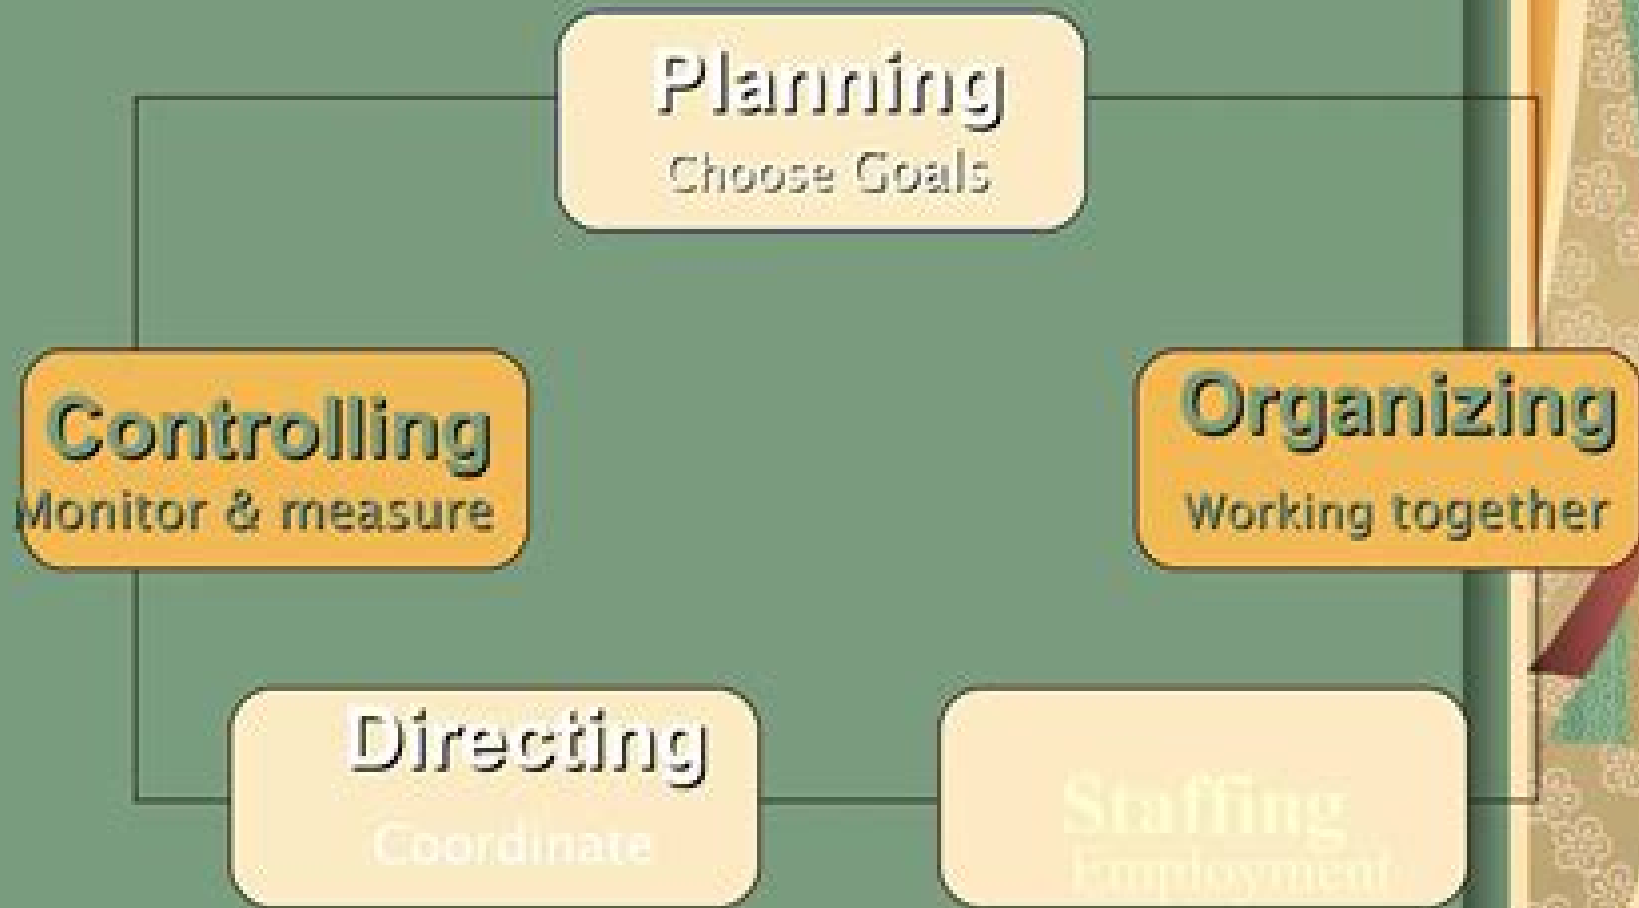 Planning
Choose Goals
Controlling
Monitor & measure
Organizing
Working together
Directing
Coordinate
Staffing
Employment